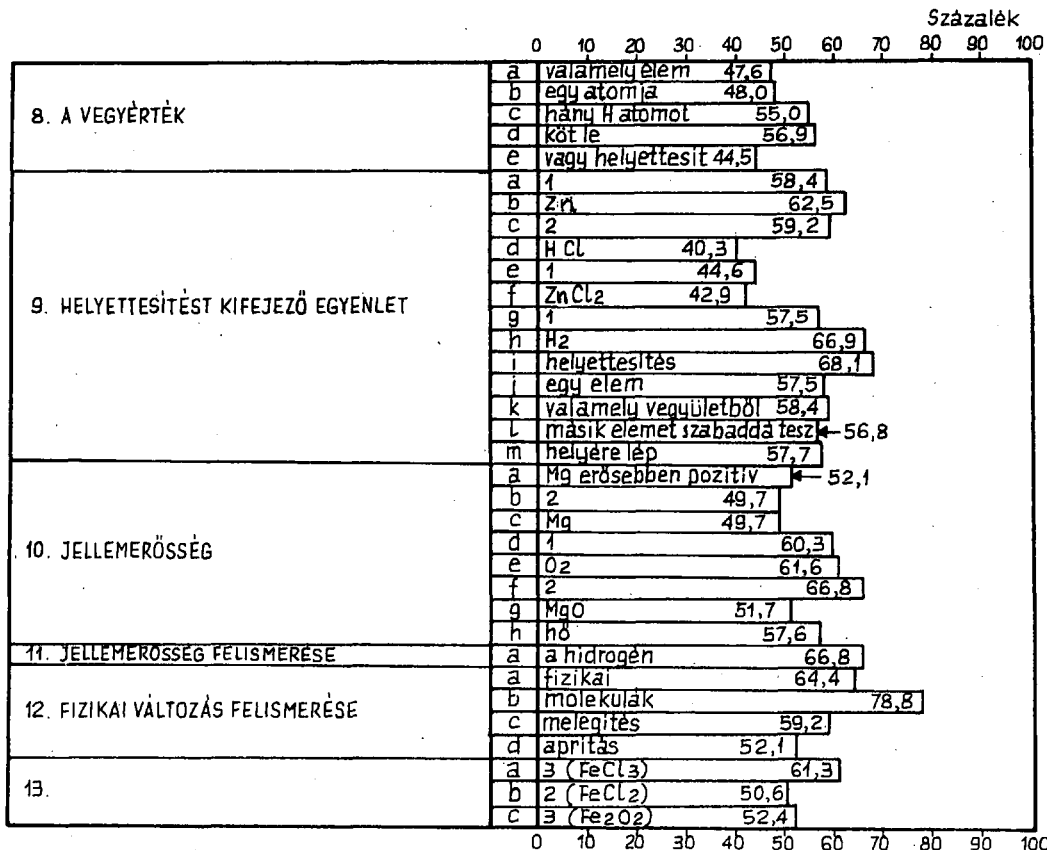 Százalék
0 10 20 30 40 50 60 70 80 90 100
8. A VEGYÉRTÉK
a valamely elem 47,6
b egy atomja 48,0
c hány H atomot 55,0
d köt le 56,9
e vagy helyettesit 44,5
9. HELYETTESÍTÉST KIFEJEZŐ EGYENLET
a 1 58,4
b Zn 62,5
c 2 59,2
d HCl 40,3
e 1 44,6
f ZnCl2 42,9
g 1 57,5
h H2 66,9
i helyettesítés 68,1
j egy elem 57,5
k valamely vegyületből 58,4
l másik elemet szabaddá tesz 56,8
m helyére lép 57,7
10. JELLEMERŐSSÉG
a Mg erősebben pozitív 52,1
b 2 49,7
c Mg 49,7
d 1 60,3
e O2 61,6
f 2 66,8
g MgO 51,7
h hő 57,6
11. JELLEMERŐSSÉG FELISMERÉSE
a a hidrogén 66,8
12. FIZIKAI VÁLTOZÁS FELISMERÉSE
a fizikai 64,4
b molekulák 78,8
c melegítés 59,2
d aprítás 52,1
13.
a 3 (FeCl3) 61,3
b 2 (FeCl2) 50,6
c 3 (Fe2O2) 52,4
0 10 20 30 40 50 60 70 80 90 100